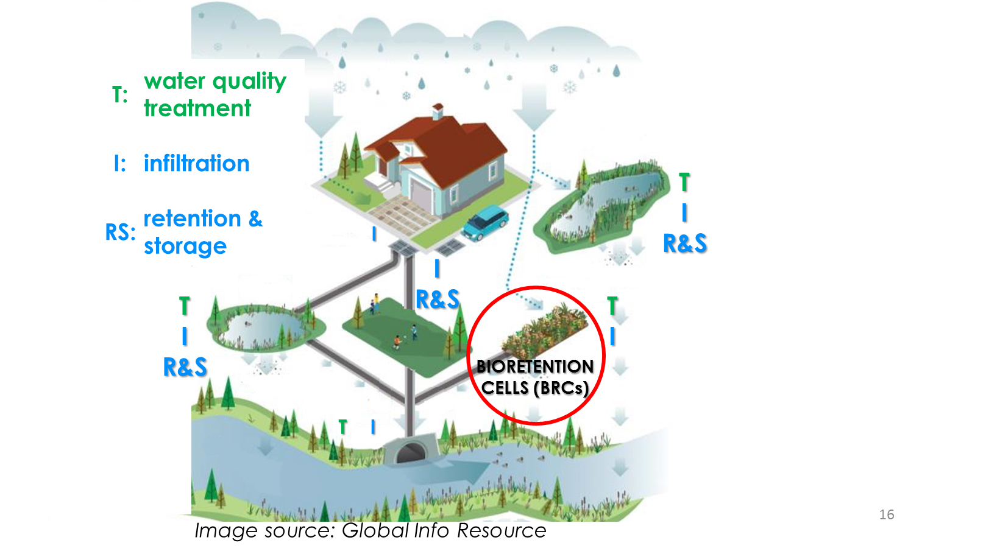 T:
water quality
treatment
I:
infiltration
RS:
retention &
storage
T
I
R&S
I
I
R&S
T
I
R&S
T
I
BIORETENTION
CELLS (BRCs)
T I
16
Image source: Global Info Resource